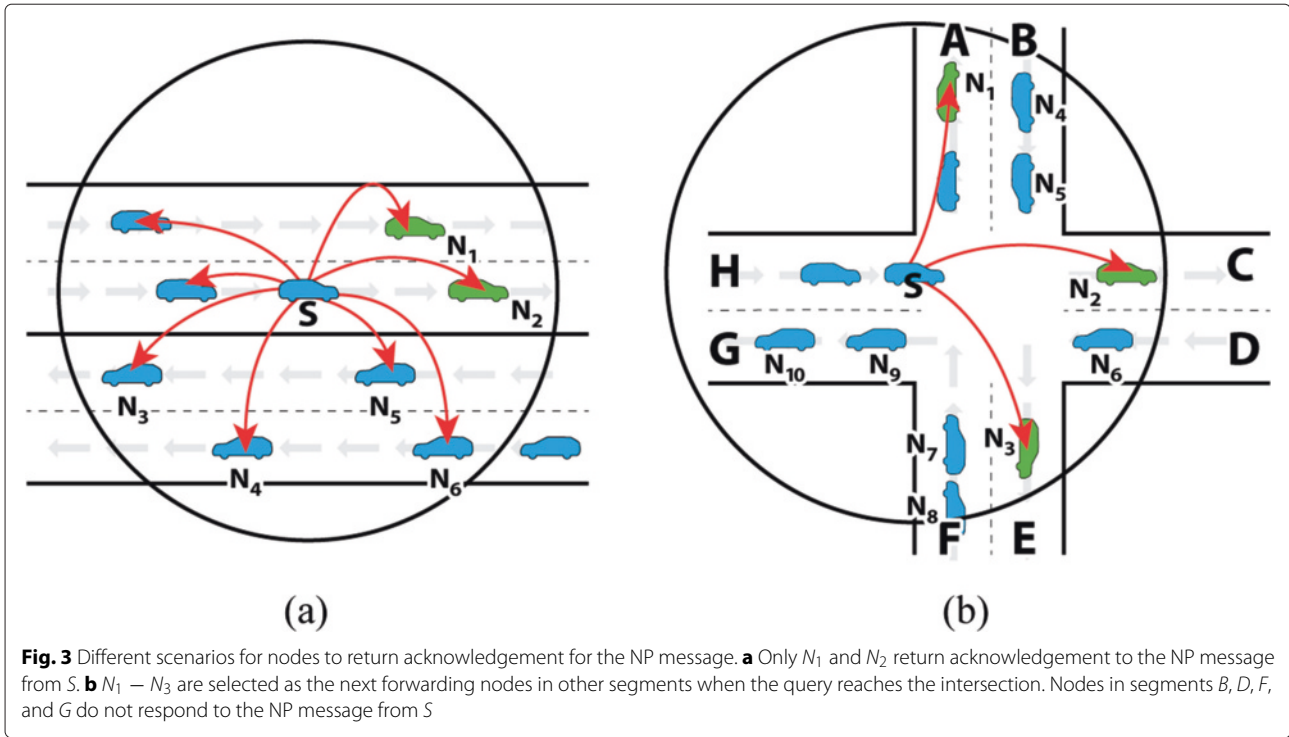 N1
N2
S
N3
N5
N4
N6
(a)
A
B
N1
N4
N5
H
S
N2
C
G
N10
N9
N6
D
N7
N3
N8
F
E
(b)
Fig. 3 Different scenarios for nodes to return acknowledgement for the NP message. a Only N1 and N2 return acknowledgement to the NP message
from S. b N1 − N3 are selected as the next forwarding nodes in other segments when the query reaches the intersection. Nodes in segments B, D, F,
and G do not respond to the NP message from S